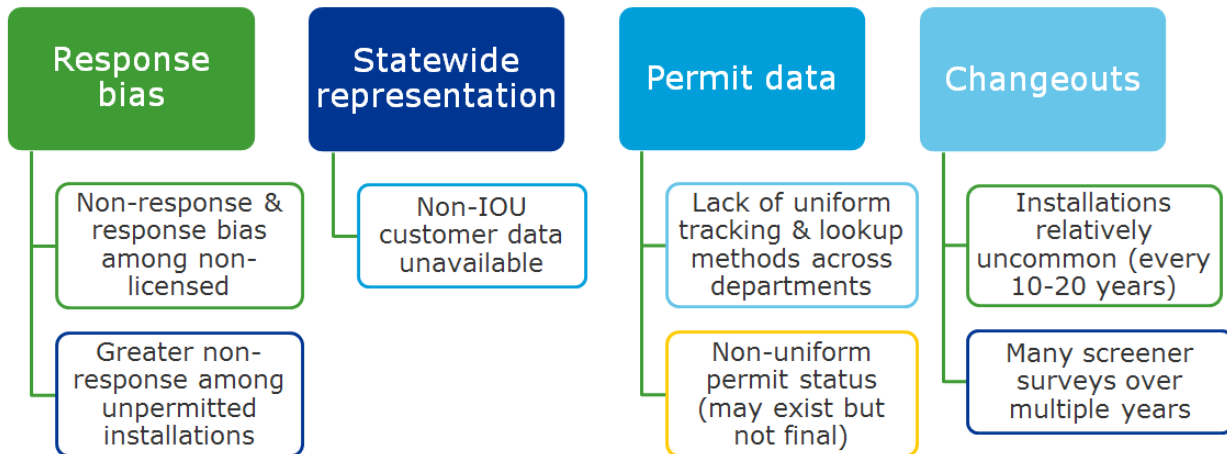 Response
bias
Non-response &
response bias
among non-
licensed
Greater non-
response among
unpermitted
installations
Statewide
representation
Non-IOU
customer data
unavailable
Permit data
Lack of uniform
tracking & lookup
methods across
departments
Non-uniform
permit status
(may exist but
not final)
Changeouts
Installations
relatively
uncommon (every
10-20 years)
Many screener
surveys over
multiple years